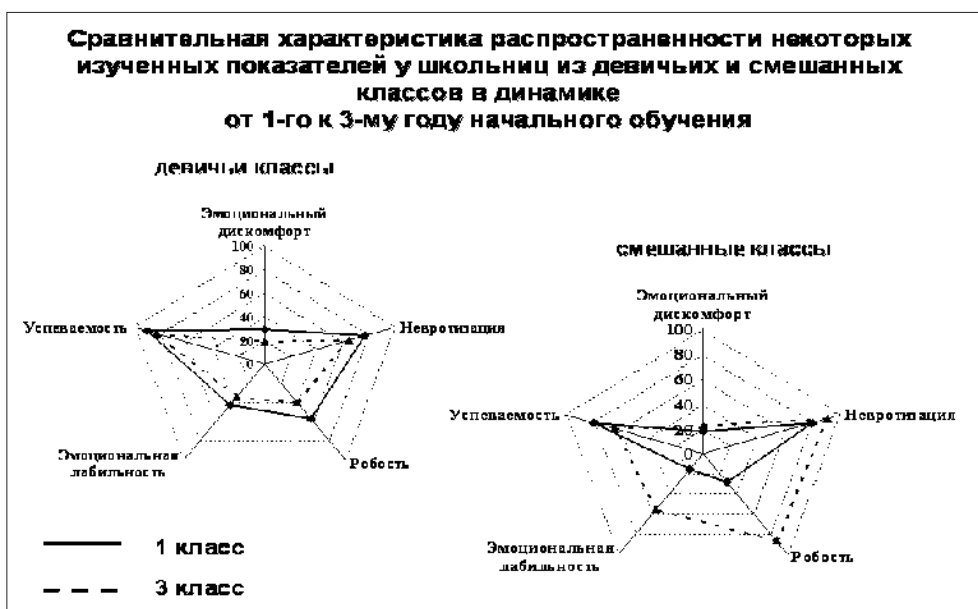 Сравнительная характеристика распространенности некоторых
изученных показателей у школьниц из девичьих и смешанных
классов в динамике
от 1-го к 3-му году начального обучения
девичьи классы
Эмоциональный
дискомфорт
100
80
60
40
20
0
Успеваемость
Невротизация
Эмоциональная
лабильность
Робость
смешанные классы
Эмоциональный
дискомфорт
100
80
60
40
20
0
Успеваемость
Невротизация
Эмоциональная
лабильность
Робость
1 класс
3 класс